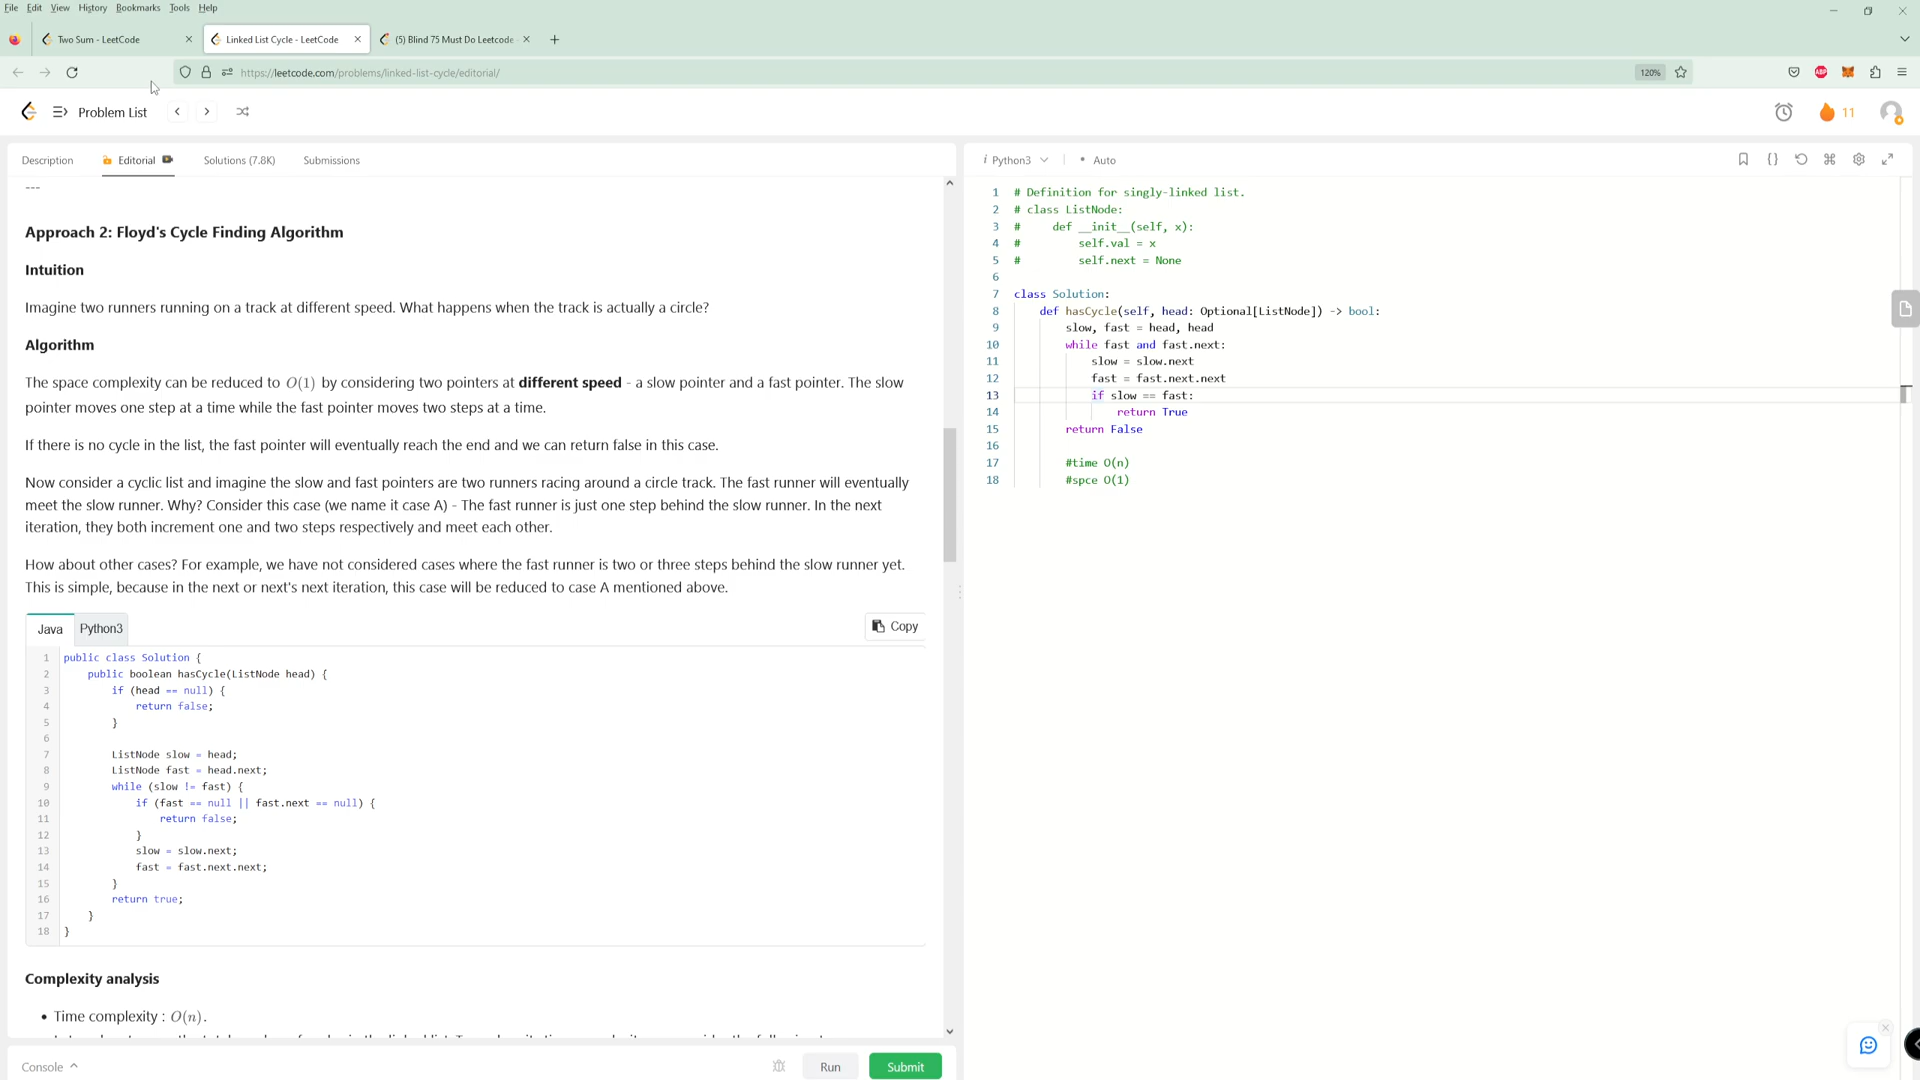 File Edit View History Bookmarks Tools Help
Two Sum - LeetCode
Linked List Cycle - LeetCode
(5) Blind 75 Must Do Leetcode
https://leetcode.com/problems/linked-list-cycle/editorial/
120%
ABP
Problem List
11
Description
Editorial
Solutions (7.8K)
Submissions
---
Approach 2: Floyd's Cycle Finding Algorithm
Intuition
Imagine two runners running on a track at different speed. What happens when the track is actually a circle?
Algorithm
The space complexity can be reduced to O(1) by considering two pointers at different speed - a slow pointer and a fast pointer. The slow
pointer moves one step at a time while the fast pointer moves two steps at a time.
If there is no cycle in the list, the fast pointer will eventually reach the end and we can return false in this case.
Now consider a cyclic list and imagine the slow and fast pointers are two runners racing around a circle track. The fast runner will eventually
meet the slow runner. Why? Consider this case (we name it case A) - The fast runner is just one step behind the slow runner. In the next
iteration, they both increment one and two steps respectively and meet each other.
How about other cases? For example, we have not considered cases where the fast runner is two or three steps behind the slow runner yet.
This is simple, because in the next or next's next iteration, this case will be reduced to case A mentioned above.
Java
Python3
Copy
1 public class Solution {
2     public boolean hasCycle(ListNode head) {
3         if (head == null) {
4             return false;
5         }
6
7         ListNode slow = head;
8         ListNode fast = head.next;
9         while (slow != fast) {
10             if (fast == null || fast.next == null) {
11                 return false;
12             }
13             slow = slow.next;
14             fast = fast.next.next;
15         }
16         return true;
17     }
18 }
Complexity analysis
• Time complexity : O(n).
Console
Run
Submit
i Python3
• Auto
{}
1 # Definition for singly-linked list.
2 # class ListNode:
3 #     def __init__(self, x):
4 #         self.val = x
5 #         self.next = None
6
7 class Solution:
8     def hasCycle(self, head: Optional[ListNode]) -> bool:
9         slow, fast = head, head
10         while fast and fast.next:
11             slow = slow.next
12             fast = fast.next.next
13             if slow == fast:
14                 return True
15         return False
16
17         #time O(n)
18         #spce O(1)